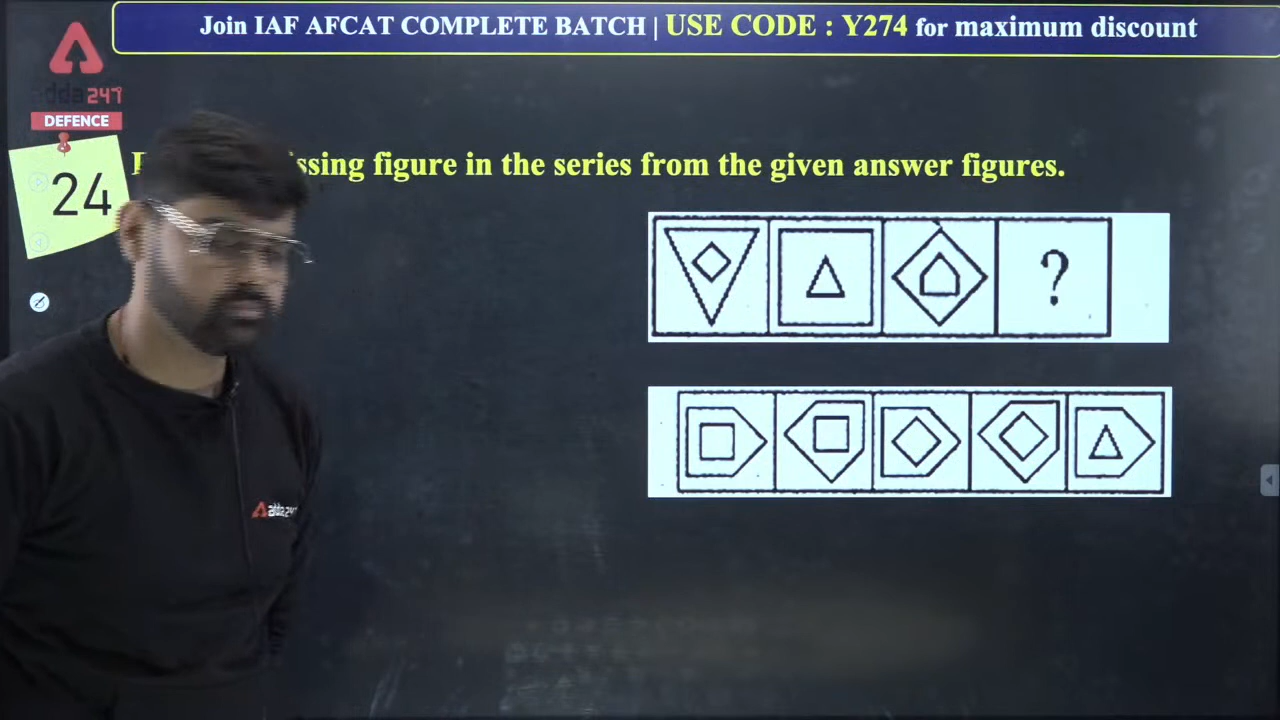 Join IAF AFCAT COMPLETE BATCH | USE CODE : Y274 for maximum discount
adda247
DEFENCE
24
figure in the series from the given answer figures.
?
adda247